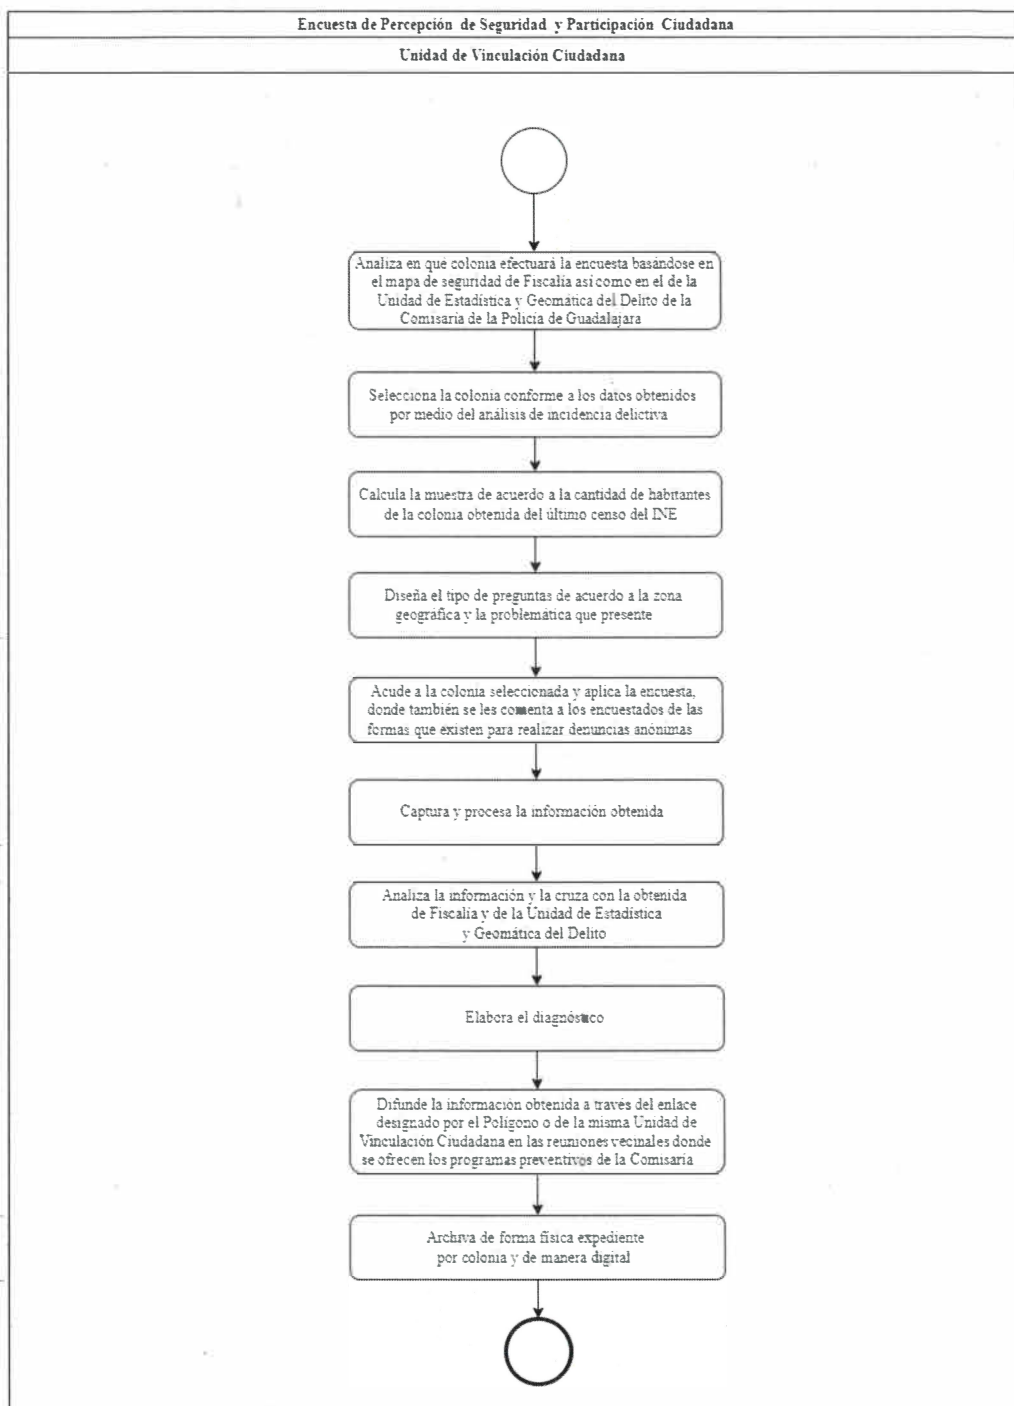 Encuesta de Percepción de Seguridad y Participación Ciudadana
Unidad de Vinculación Ciudadana
Analiza en qué colonia efectuará la encuesta basándose en
el mapa de seguridad de Fiscalía así como en el de la
Unidad de Estadística y Geomática del Delito de la
Comisaría de la Policía de Guadalajara
Selecciona la colonia conforme a los datos obtenidos
por medio del análisis de incidencia delictiva
Calcula la muestra de acuerdo a la cantidad de habitantes
de la colonia obtenida del último censo del INE
Diseña el tipo de preguntas de acuerdo a la zona
geográfica y la problemática que presente
Acude a la colonia seleccionada y aplica la encuesta,
donde también se les comenta a los encuestados de las
formas que existen para realizar denuncias anónimas
Captura y procesa la información obtenida
Analiza la información y la cruza con la obtenida
de Fiscalía y de la Unidad de Estadística
y Geomática del Delito
Elabora el diagnóstico
Difunde la información obtenida a través del enlace
designado por el Polígono o de la misma Unidad de
Vinculación Ciudadana en las reuniones vecinales donde
se ofrecen los programas preventivos de la Comisaría
Archiva de forma física expediente
por colonia y de manera digital